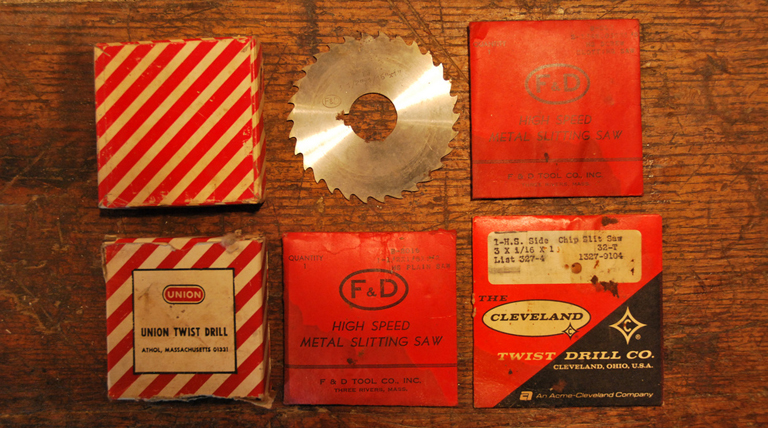 F&D
HIGH SPEED
METAL SLITTING SAW
F & D TOOL CO., INC.
UNION
UNION TWIST DRILL
ATHOL, MASSACHUSETTS 01331
QUANTITY
1
F&D
HIGH SPEED
METAL SLITTING SAW
F & D TOOL CO., INC.
THREE RIVERS, MASS.
1-H.S. Side Chip Slit Saw
3 X 1/16 X 1 32-T
List 527-4 1327-9104
THE
CLEVELAND
C
TWIST DRILL CO.
CLEVELAND, OHIO, U.S.A.
An Acme-Cleveland Company